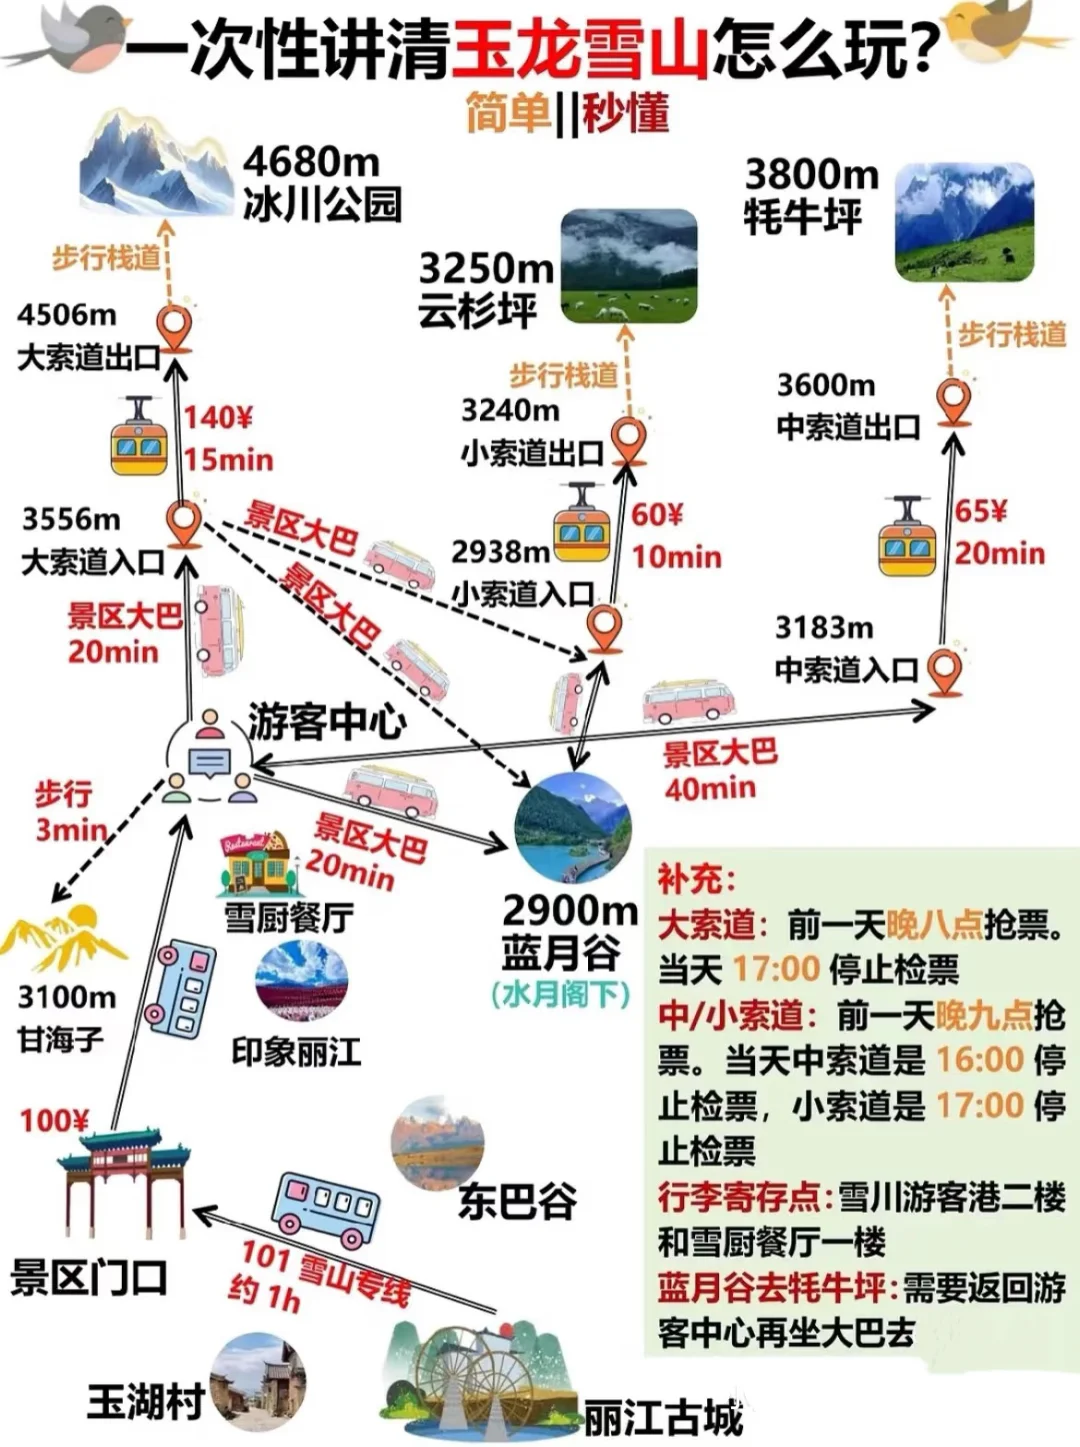 一次性讲清玉龙雪山怎么玩？
简单||秒懂
4680m
冰川公园
3800m
牦牛坪
3250m
云杉坪
步行栈道
4506m
大索道出口
步行栈道
步行栈道
3600m
中索道出口
3240m
小索道出口
140¥
15min
60¥
10min
65¥
20min
3556m
大索道入口
景区大巴
景区大巴
2938m
小索道入口
景区大巴
20min
3183m
中索道入口
游客中心
景区大巴
40min
步行
3min
景区大巴
20min
Restaurant
雪厨餐厅
2900m
蓝月谷
(水月阁下)
3100m
甘海子
印象丽江
100¥
景区门口
东巴谷
101 雪山专线
约 1h
玉湖村
丽江古城
补充：
大索道：前一天晚八点抢票。
当天 17:00 停止检票
中/小索道：前一天晚九点抢
票。当天中索道是 16:00 停
止检票，小索道是 17:00 停
止检票
行李寄存点：雪川游客港二楼
和雪厨餐厅一楼
蓝月谷去牦牛坪：需要返回游
客中心再坐大巴去